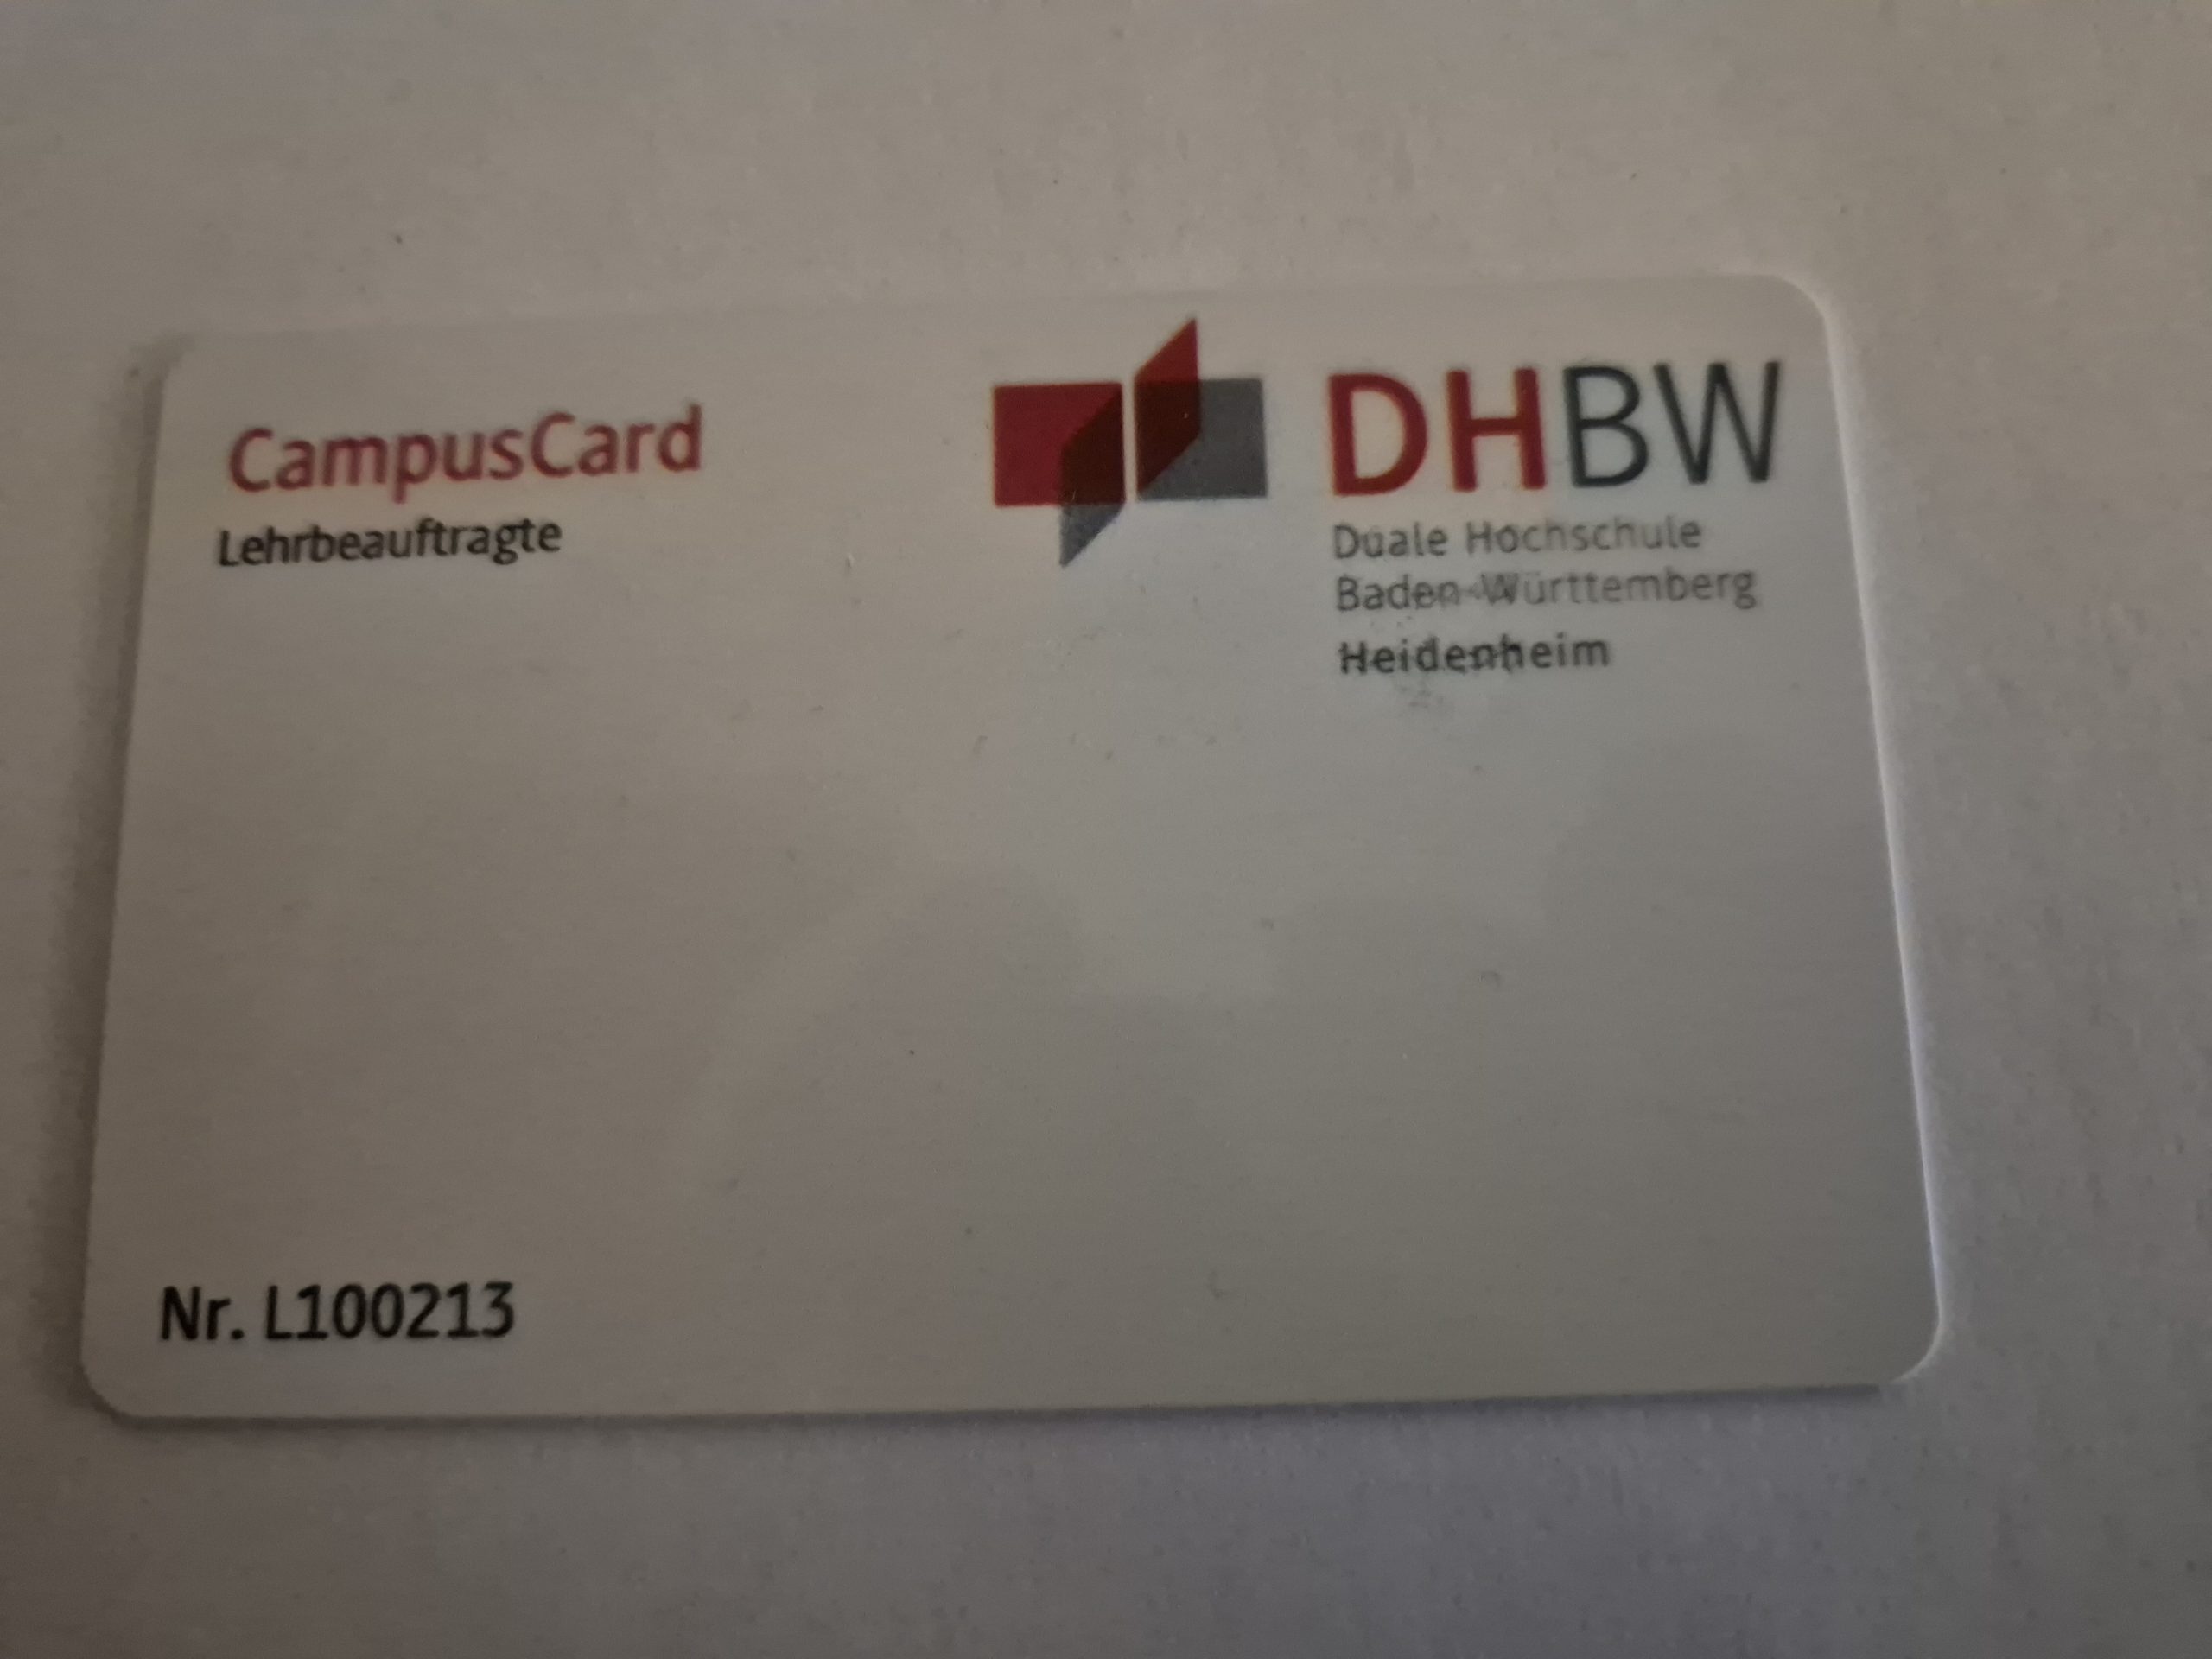 CampusCard
Lehrbeauftragte
DHBW
Duale Hochschule
Baden-Württemberg
Heidenheim
Nr. L100213